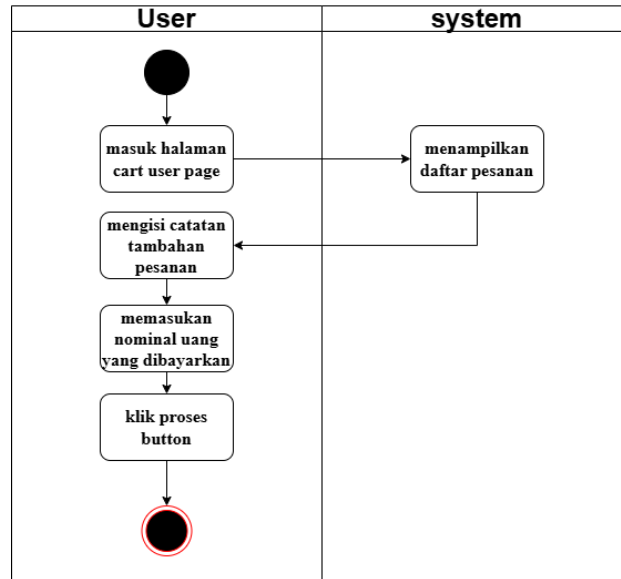 User
system
masuk halaman
cart user page
menampilkan
daftar pesanan
mengisi catatan
tambahan
pesanan
memasukan
nominal uang
yang dibayarkan
klik proses
button